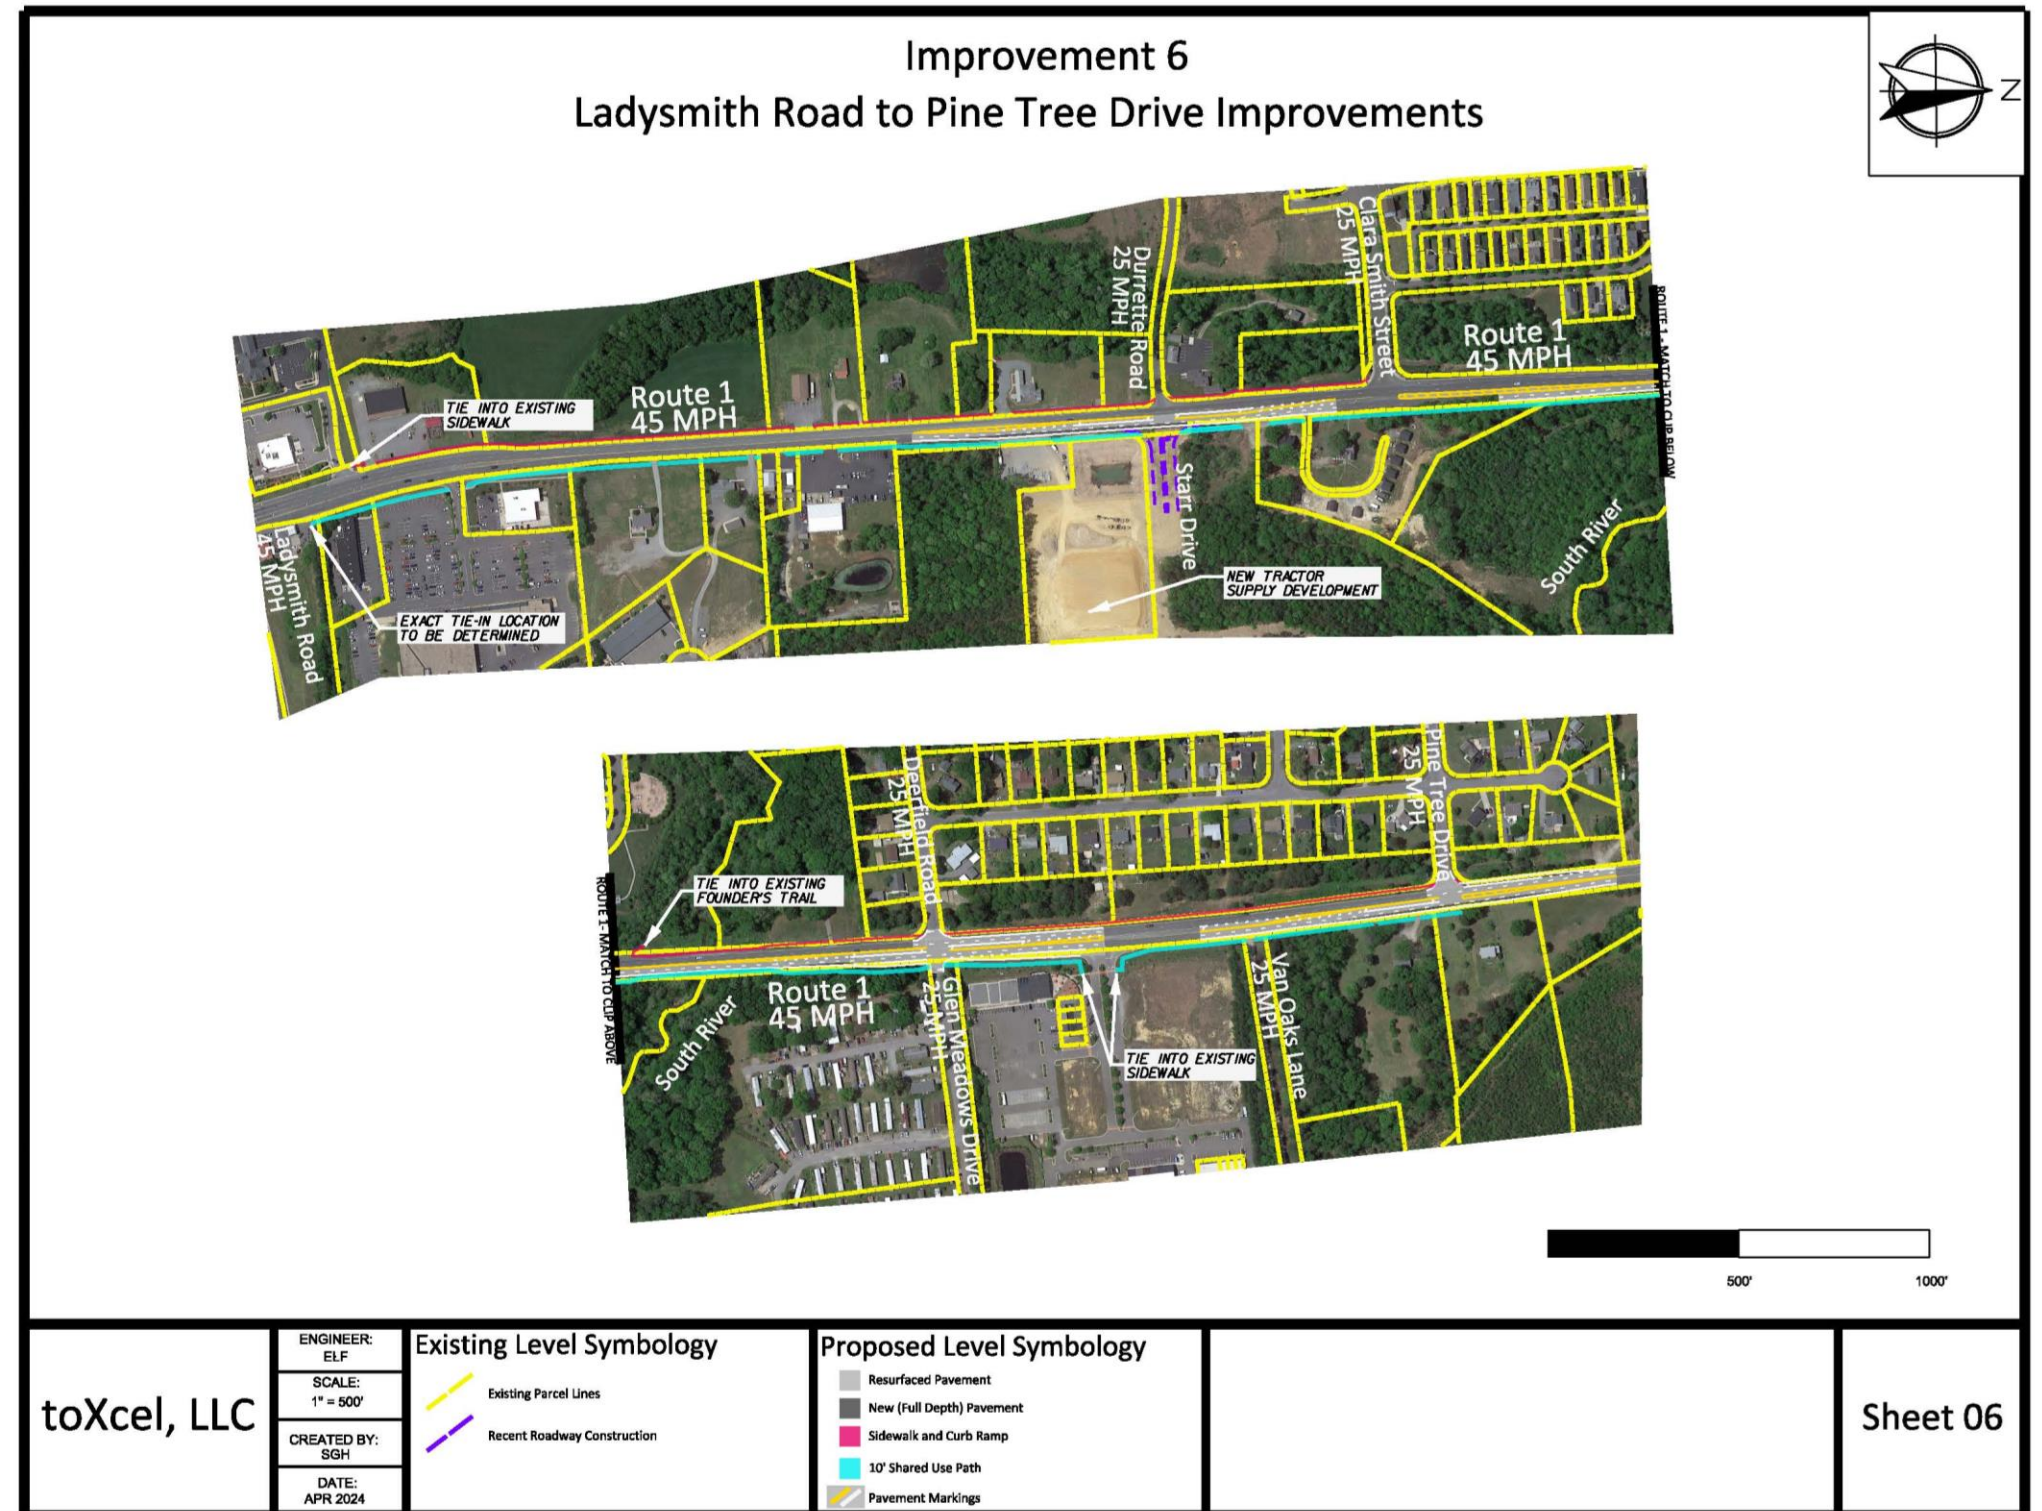 Improvement 6
Ladysmith Road to Pine Tree Drive Improvements
N
Clara Smith Street
25 MPH
Durrette Road
25 MPH
Route 1
45 MPH
ROUTE 1 - MATCH TO CLIP BELOW
Route 1
45 MPH
TIE INTO EXISTING
SIDEWALK
Starr Drive
South River
NEW TRACTOR
SUPPLY DEVELOPMENT
Ladysmith Road
45 MPH
EXACT TIE-IN LOCATION
TO BE DETERMINED
Pine Tree Drive
25 MPH
Deerfield Road
25 MPH
TIE INTO EXISTING
FOUNDER'S TRAIL
ROUTE 1 - MATCH TO CLIP ABOVE
Route 1
45 MPH
South River
Glen Meadows Drive
25 MPH
Van Oaks Lane
25 MPH
TIE INTO EXISTING
SIDEWALK
500'
1000'
toXcel, LLC
ENGINEER:
ELF
SCALE:
1" = 500'
CREATED BY:
SGH
DATE:
APR 2024
Existing Level Symbology
Existing Parcel Lines
Recent Roadway Construction
Proposed Level Symbology
Resurfaced Pavement
New (Full Depth) Pavement
Sidewalk and Curb Ramp
10' Shared Use Path
Pavement Markings
Sheet 06